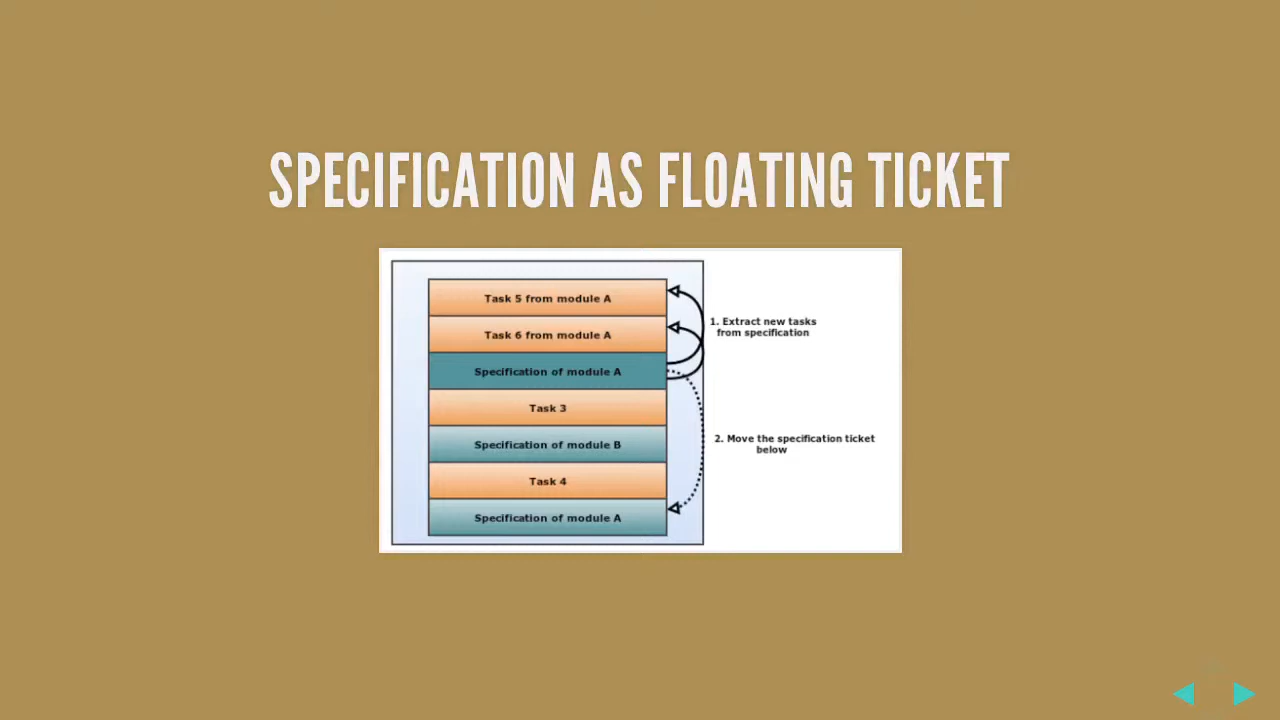 SPECIFICATION AS FLOATING TICKET
Task 5 from module A
Task 6 from module A
Specification of module A
Task 3
Specification of module B
Task 4
Specification of module A
1. Extract new tasks
from specification
2. Move the specification ticket
below